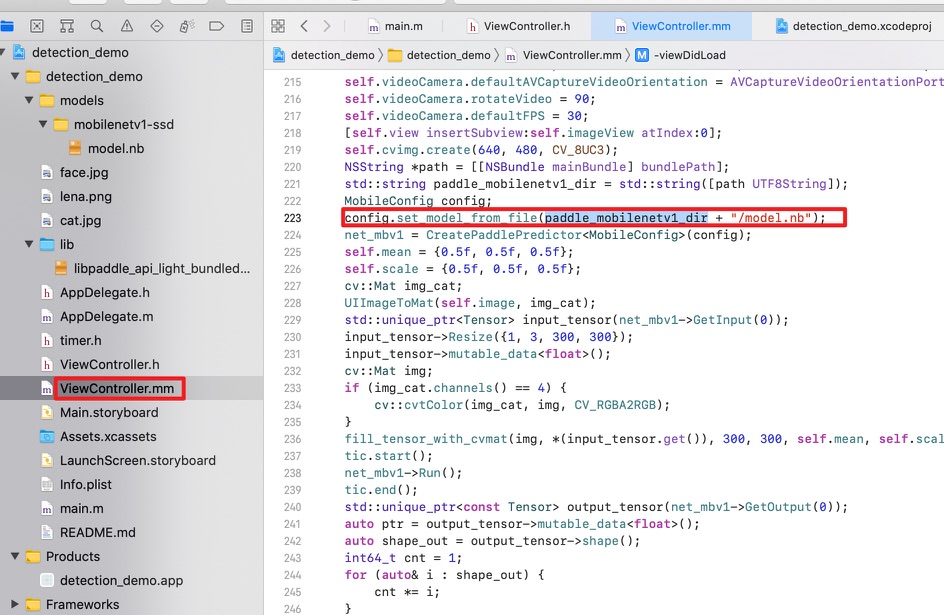 main.m
ViewController.h
ViewController.mm
detection_demo.xcodeproj
detection_demo
detection_demo
models
mobilenetv1-ssd
model.nb
face.jpg
lena.png
cat.jpg
lib
libpaddle_api_light_bundled...
AppDelegate.h
AppDelegate.m
timer.h
ViewController.h
ViewController.mm
Main.storyboard
Assets.xcassets
LaunchScreen.storyboard
Info.plist
main.m
README.md
Products
detection_demo.app
Frameworks
detection_demo > detection_demo > ViewController.mm > M -viewDidLoad
215 self.videoCamera.defaultAVCaptureVideoOrientation = AVCaptureVideoOrientationPort
216 self.videoCamera.rotateVideo = 90;
217 self.videoCamera.defaultFPS = 30;
218 [self.view insertSubview:self.imageView atIndex:0];
219 self.cvimg.create(640, 480, CV_8UC3);
220 NSString *path = [[NSBundle mainBundle] bundlePath];
221 std::string paddle_mobilenetv1_dir = std::string([path UTF8String]);
222 MobileConfig config;
223 config.set_model_from_file(paddle_mobilenetv1_dir + "/model.nb");
224 net_mbv1 = CreatePaddlePredictor<MobileConfig>(config);
225 self.mean = {0.5f, 0.5f, 0.5f};
226 self.scale = {0.5f, 0.5f, 0.5f};
227 cv::Mat img_cat;
228 UIImageToMat(self.image, img_cat);
229 std::unique_ptr<Tensor> input_tensor(net_mbv1->GetInput(0));
230 input_tensor->Resize({1, 3, 300, 300});
231 input_tensor->mutable_data<float>();
232 cv::Mat img;
233 if (img_cat.channels() == 4) {
234 cv::cvtColor(img_cat, img, CV_RGBA2RGB);
235 }
236 fill_tensor_with_cvmat(img, *(input_tensor.get()), 300, 300, self.mean, self.scal
237 tic.start();
238 net_mbv1->Run();
239 tic.end();
240 std::unique_ptr<const Tensor> output_tensor(net_mbv1->GetOutput(0));
241 auto ptr = output_tensor->mutable_data<float>();
242 auto shape_out = output_tensor->shape();
243 int64_t cnt = 1;
244 for (auto& i : shape_out) {
245 cnt *= i;
246 }